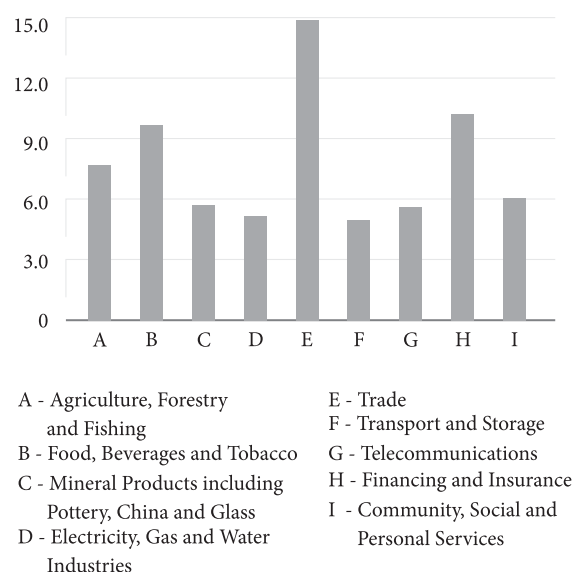 15.0
12.0
9.0
6.0
3.0
0
A B C D E F G H I
A - Agriculture, Forestry
and Fishing
B - Food, Beverages and Tobacco
C - Mineral Products including
Pottery, China and Glass
D - Electricity, Gas and Water
Industries
E - Trade
F - Transport and Storage
G - Telecommunications
H - Financing and Insurance
I - Community, Social and
Personal Services